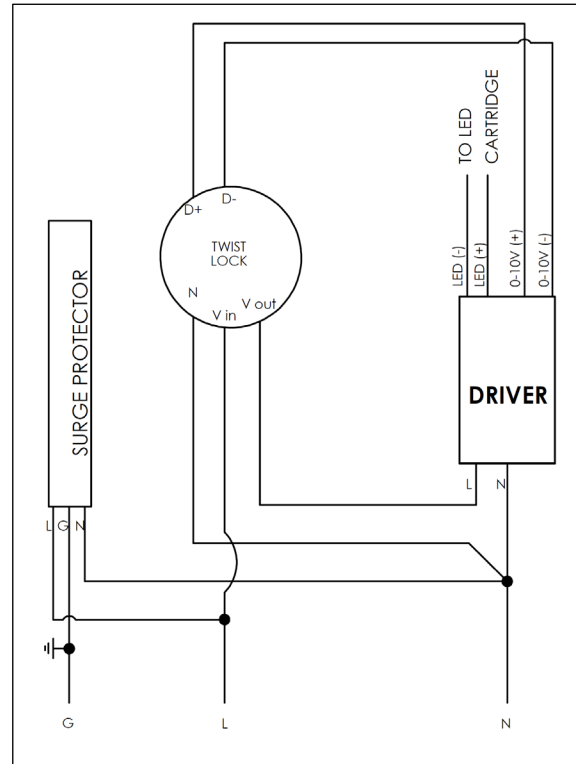 TO LED
CARTRIDGE
D+
D-
TWIST
LOCK
N
V in
V out
LED (-)
LED (+)
0-10V (+)
0-10V (-)
SURGE PROTECTOR
DRIVER
L
N
L
G
N
G
L
N